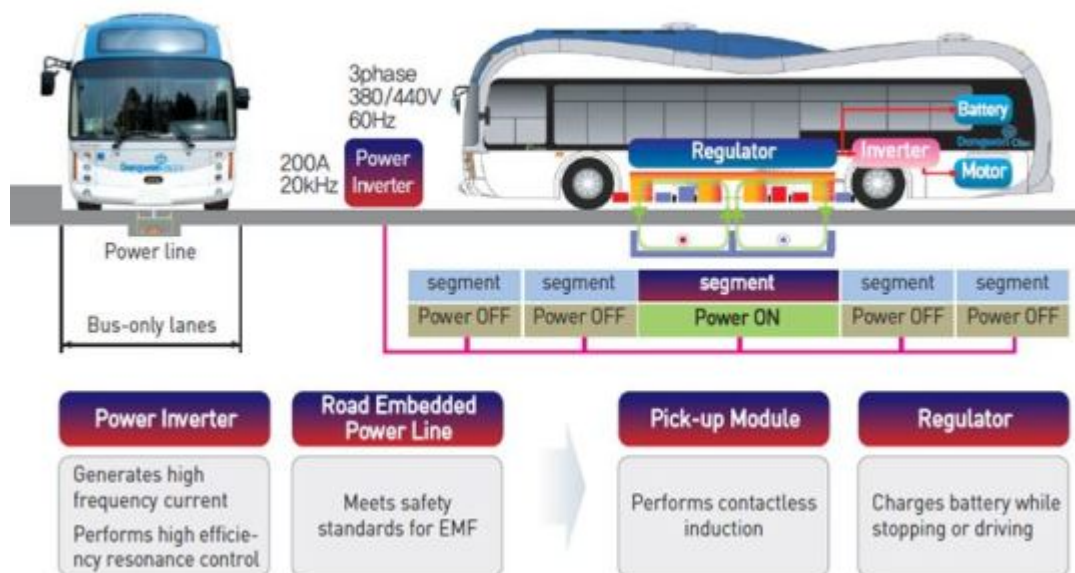 3phase
380/440V
60Hz
200A
20kHz
Power
Inverter
Regulator
Inverter
Battery
Motor
Dongwon
Power line
Bus-only lanes
segment
segment
segment
segment
segment
Power OFF
Power OFF
Power ON
Power OFF
Power OFF
Power Inverter
Generates high
frequency current
Performs high efficie-
ncy resonance control
Road Embedded
Power Line
Meets safety
standards for EMF
Pick-up Module
Performs contactless
induction
Regulator
Charges battery while
stopping or driving